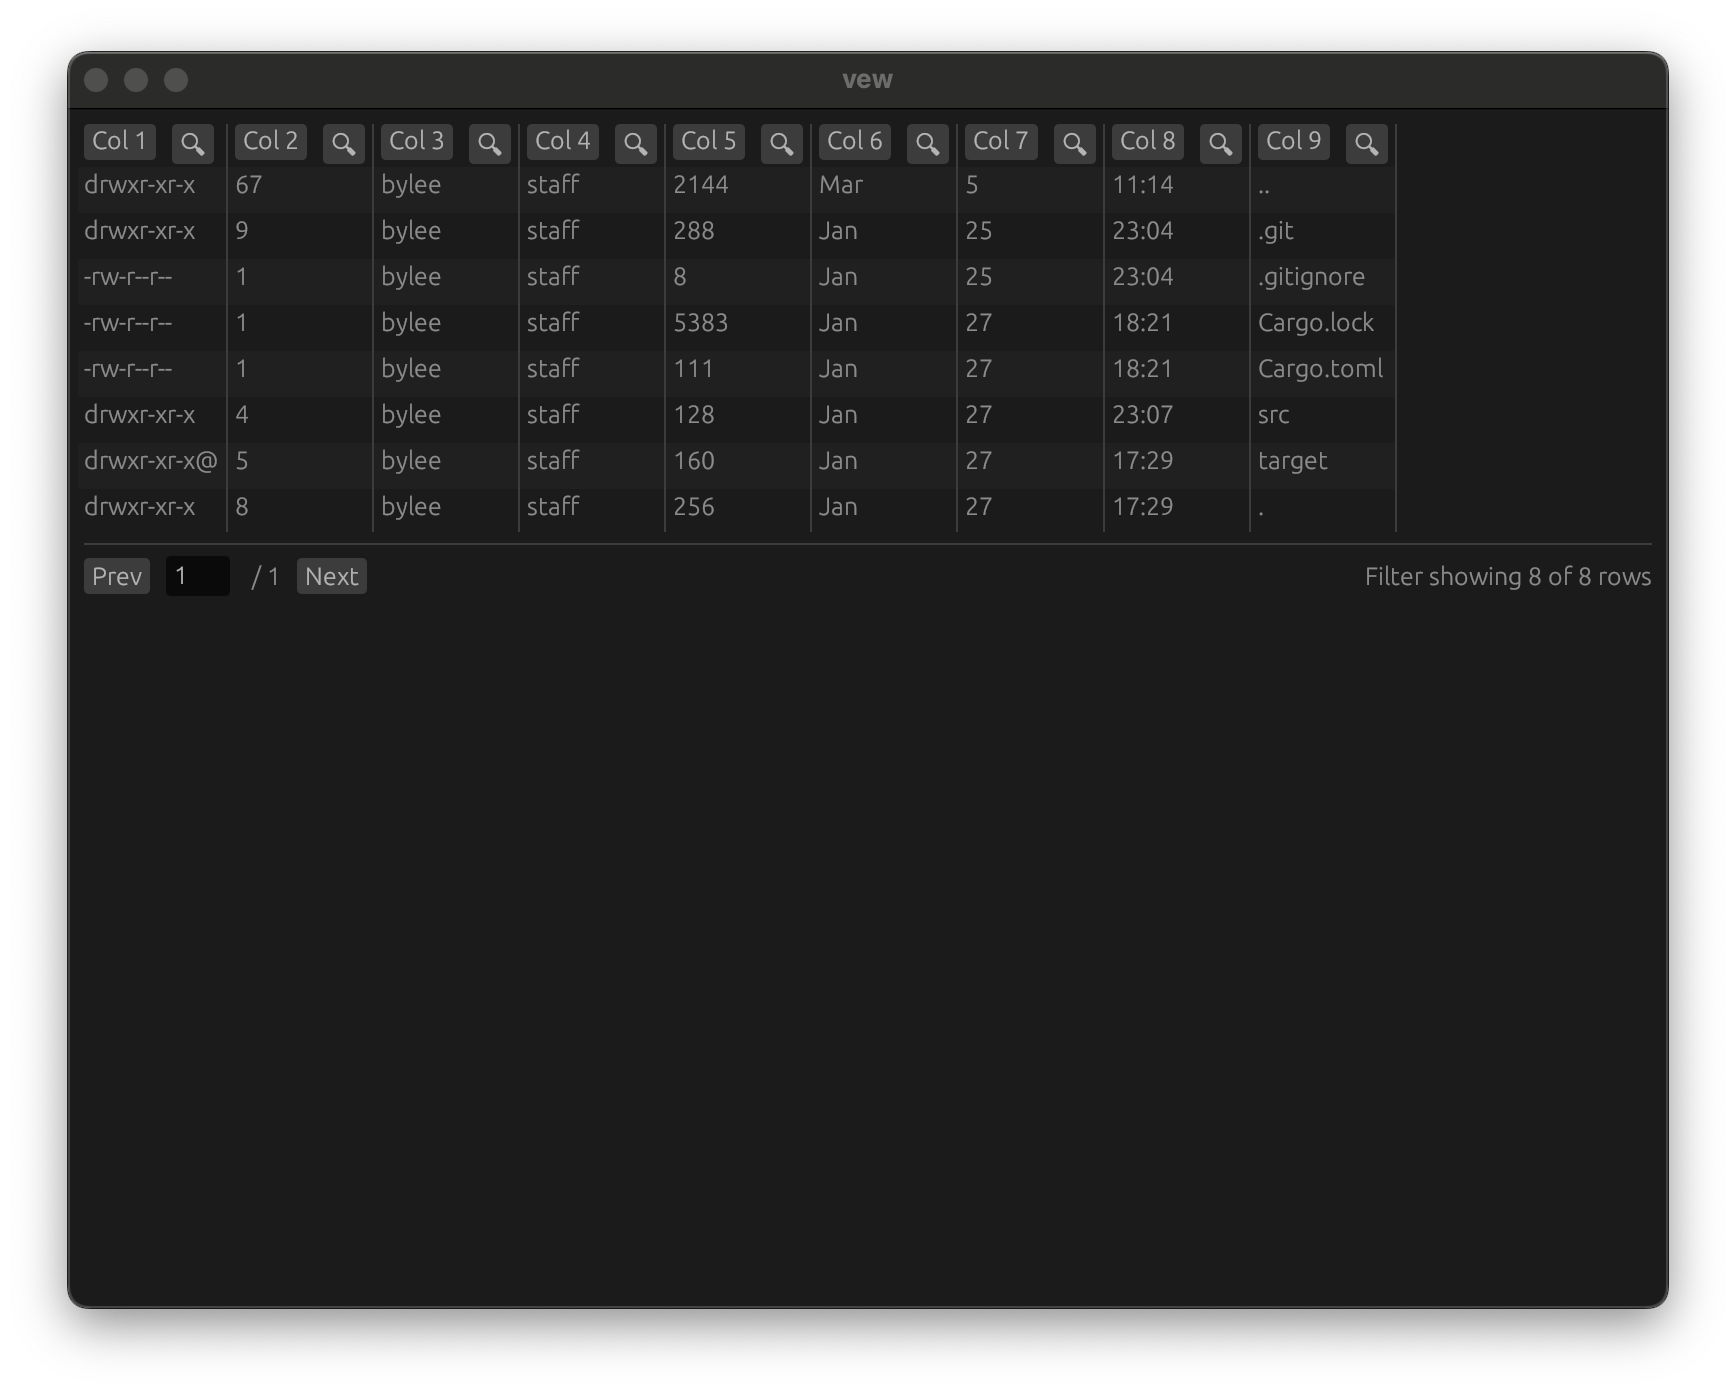 vew
Col 1 Col 2 Col 3 Col 4 Col 5 Col 6 Col 7 Col 8 Col 9
drwxr-xr-x 67 bylee staff 2144 Mar 5 11:14 ..
drwxr-xr-x 9 bylee staff 288 Jan 25 23:04 .git
-rw-r--r-- 1 bylee staff 8 Jan 25 23:04 .gitignore
-rw-r--r-- 1 bylee staff 5383 Jan 27 18:21 Cargo.lock
-rw-r--r-- 1 bylee staff 111 Jan 27 18:21 Cargo.toml
drwxr-xr-x 4 bylee staff 128 Jan 27 23:07 src
drwxr-xr-x@ 5 bylee staff 160 Jan 27 17:29 target
drwxr-xr-x 8 bylee staff 256 Jan 27 17:29 .
Prev 1 / 1 Next Filter showing 8 of 8 rows